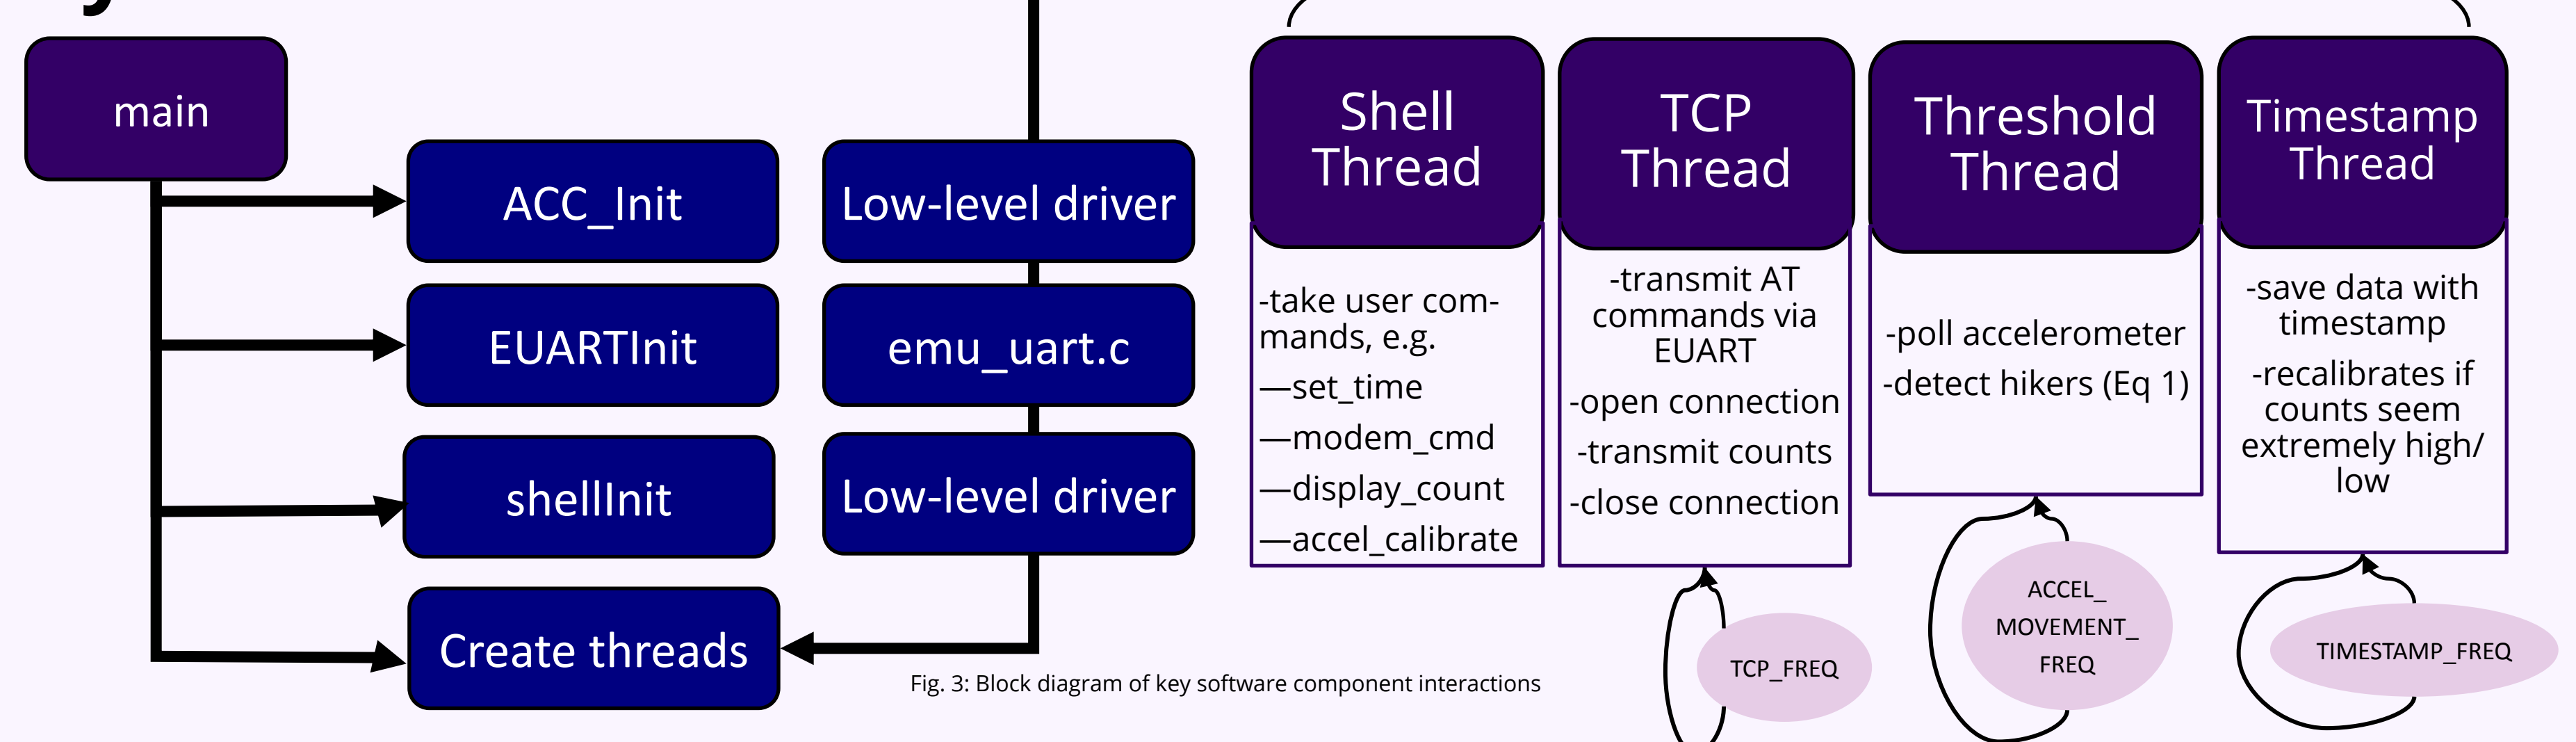 main
ACC_Init
Low-level driver
EUARTInit
emu_uart.c
shellInit
Low-level driver
Create threads
Shell
Thread
-take user com-
mands, e.g.
—set_time
—modem_cmd
—display_count
—accel_calibrate
TCP
Thread
-transmit AT
commands via
EUART
-open connection
-transmit counts
-close connection
TCP_FREQ
Threshold
Thread
-poll accelerometer
-detect hikers (Eq 1)
ACCEL_
MOVEMENT_
FREQ
Timestamp
Thread
-save data with
timestamp
-recalibrates if
counts seem
extremely high/
low
TIMESTAMP_FREQ
Fig. 3: Block diagram of key software component interactions